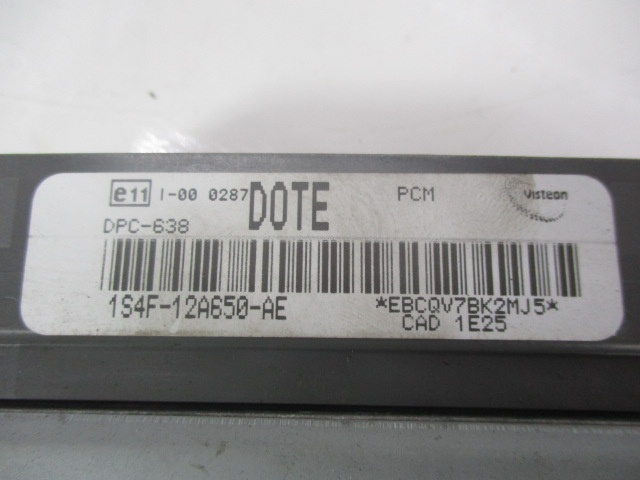 e11 I-00 0287 DOTE PCM Visteon
DPC-638
1S4F-12A650-AE *EBCQV7BK2MJ5*
CAD 1E25